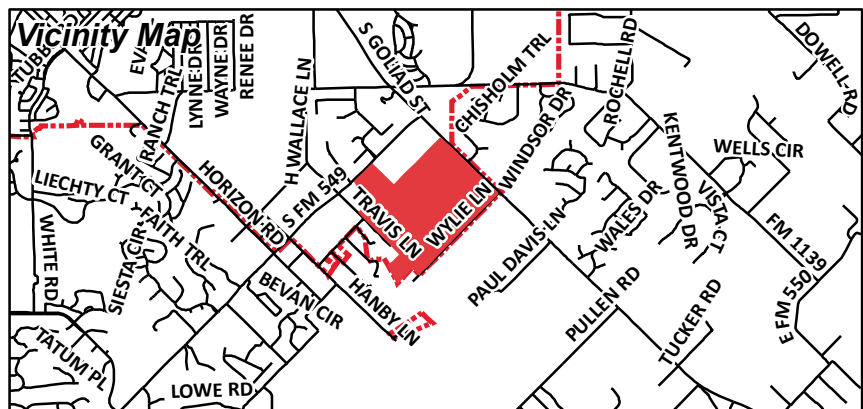 Vicinity Map
STUBB
EVA
LYNNE DR
WAYNE DR
RENEE DR
RANCH TRL
H WALLACE LN
S GOLIAD ST
CHISHOLM TRL
ROCHELL RD
DOWELL RD
WINDSOR DR
KENTWOOD DR
WELLS CIR
VISTA CT
GRANT CT
LIECHTY CT
HORIZON RD
S FM 549
TRAVIS LN
WYLIE LN
WALES DR
PAUL DAVIS LN
FM 1139
WHITE RD
SIESTA CIR
FAITH TRL
BEVAN CIR
HANBY LN
PULLEN RD
TUCKER RD
E FM 550
TATUM PL
LOWE RD